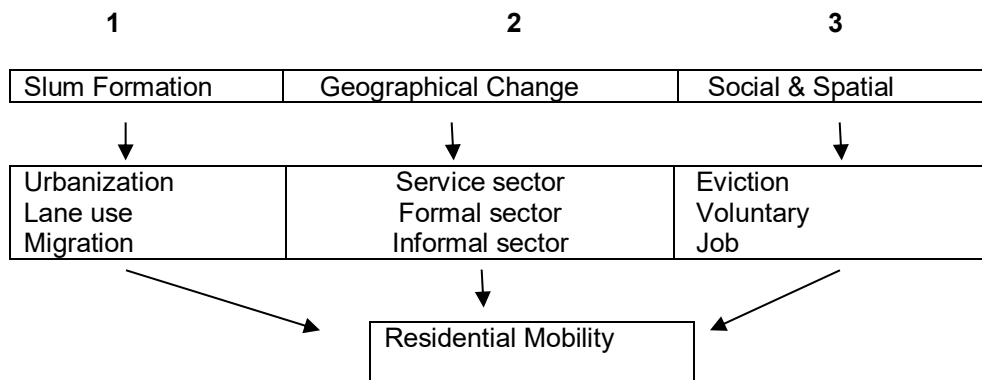 1 2 3
Slum Formation Geographical Change Social & Spatial
Urbanization Service sector Eviction
Lane use Formal sector Voluntary
Migration Informal sector Job
Residential Mobility